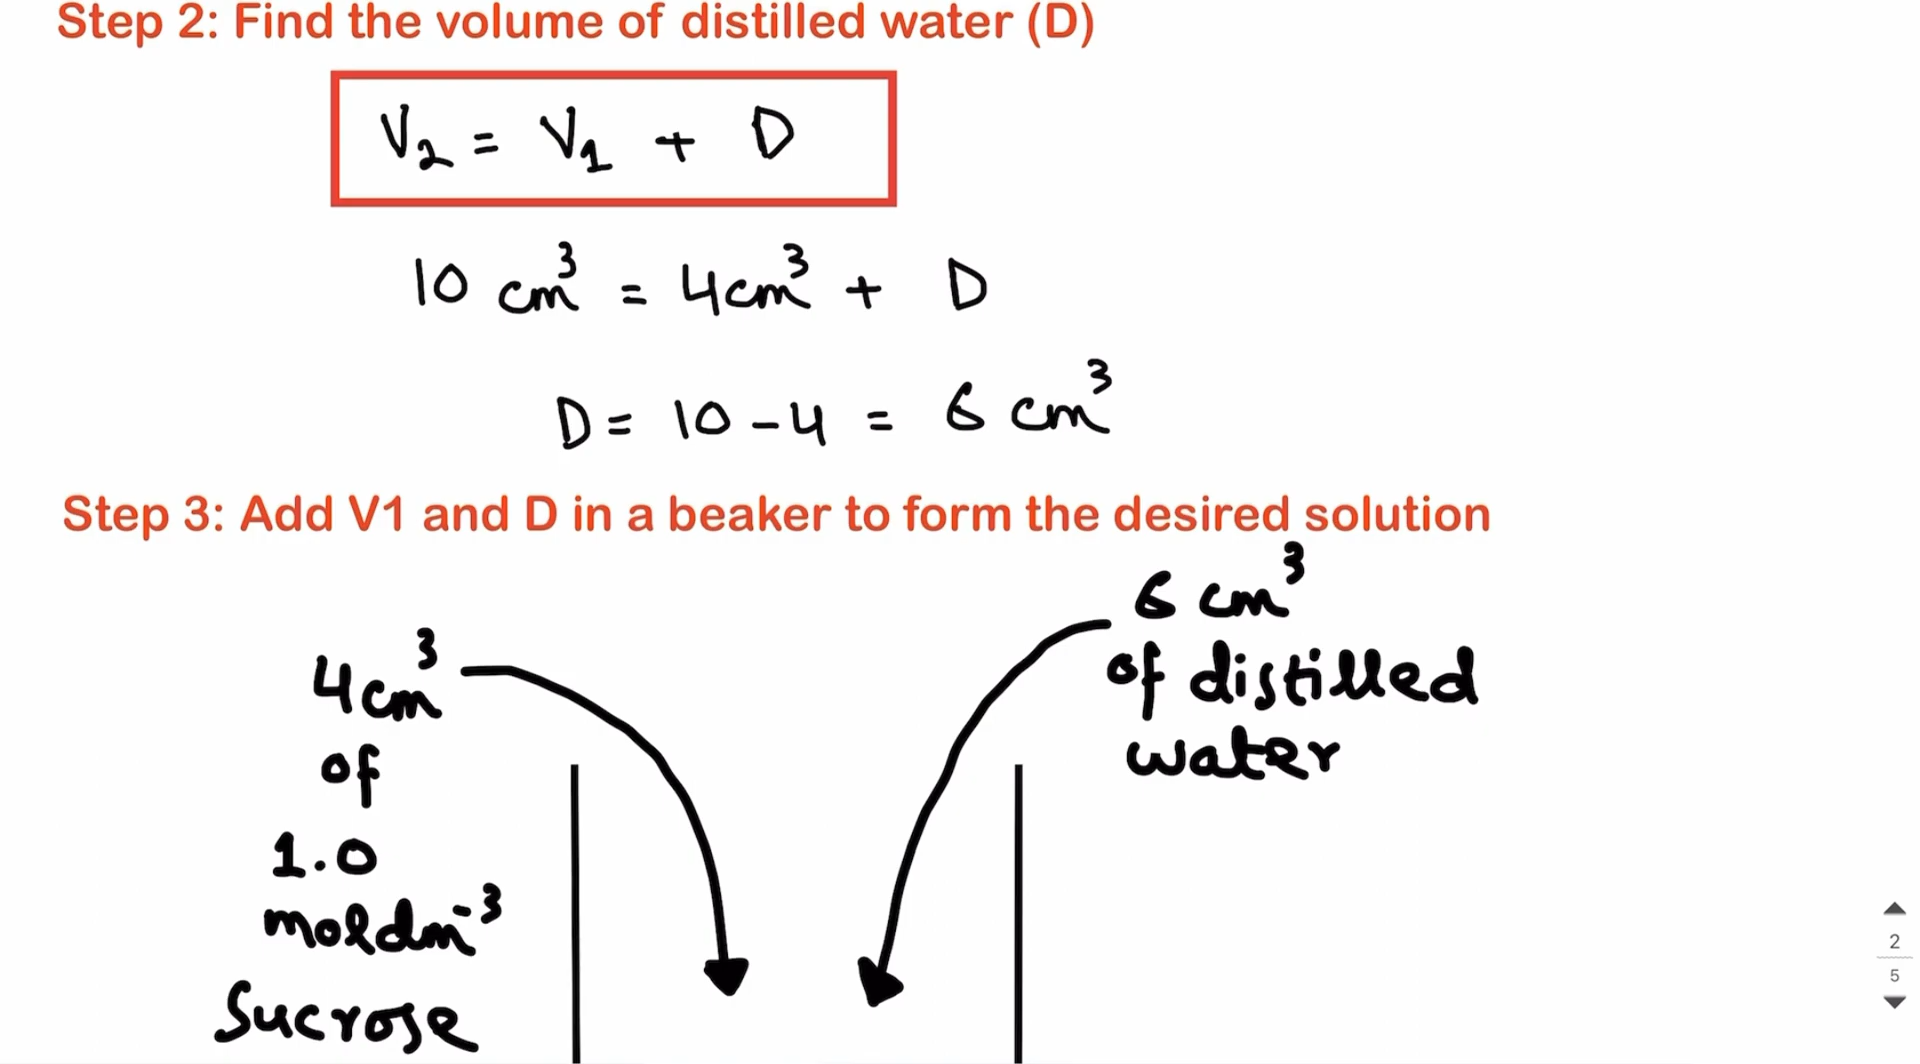 Step 2: Find the volume of distilled water (D)
V₂ = V₁ + D
10 cm³ = 4cm³ + D
D = 10 - 4 = 6 cm³
Step 3: Add V1 and D in a beaker to form the desired solution
4cm³
of
1.0
moldm⁻³
Sucrose
6 cm³
of distilled
water
2
5